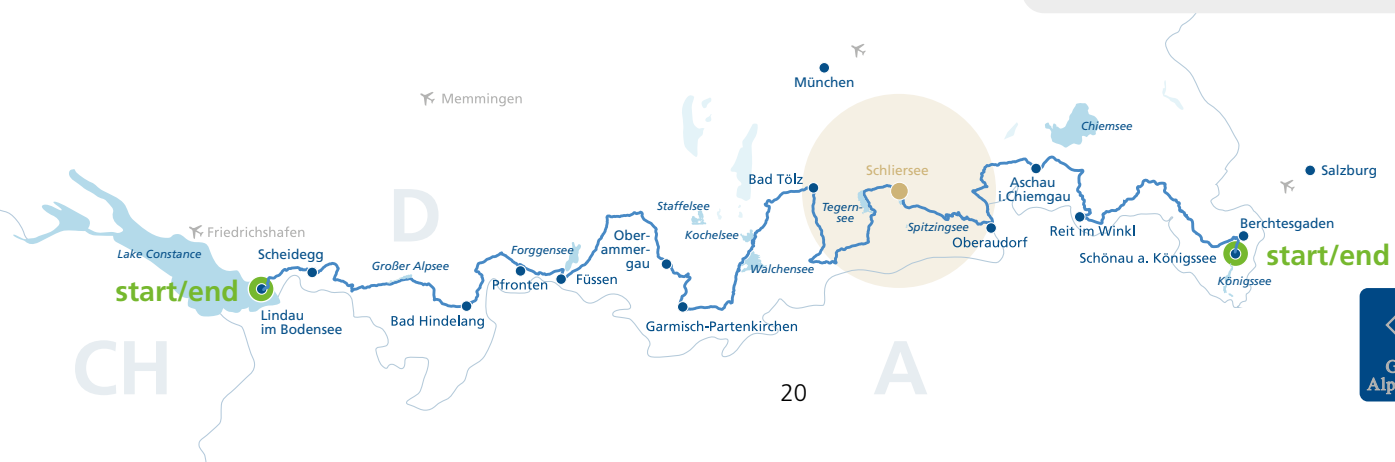 München
Memmingen
Chiemsee
Schliersee
Salzburg
Bad Tölz
Aschau
i.Chiemgau
D
Staffelsee
Tegern-
see
Friedrichshafen
Kochelsee
Spitzingsee
Reit im Winkl
Berchtesgaden
Ober-
ammer-
gau
Oberaudorf
Lake Constance
Scheidegg
Forggensee
Großer Alpsee
Walchensee
Schönau a. Königssee
start/end
Pfronten
Füssen
Königssee
start/end
Lindau
im Bodensee
Bad Hindelang
Garmisch-Partenkirchen
CH
A
20
G
Alp